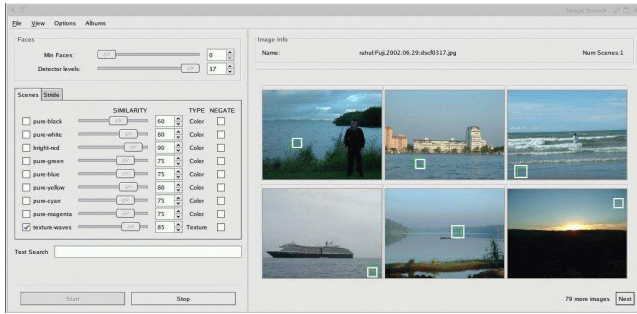 Image Search
File View Options Albums
Faces
Min Faces: 0
Detector levels: 37
Scenes Stride
SIMILARITY TYPE NEGATE
pure-black 60 Color
pure-white 80 Color
bright-red 90 Color
pure-green 75 Color
pure-blue 75 Color
pure-yellow 80 Color
pure-cyan 75 Color
pure-magenta 75 Color
texture-waves 85 Texture
Text Search
Start Stop
Image Info
Name: rahul:Fuji.2002.06.29:dscf0317.jpg Num Scenes:1
79 more images Next